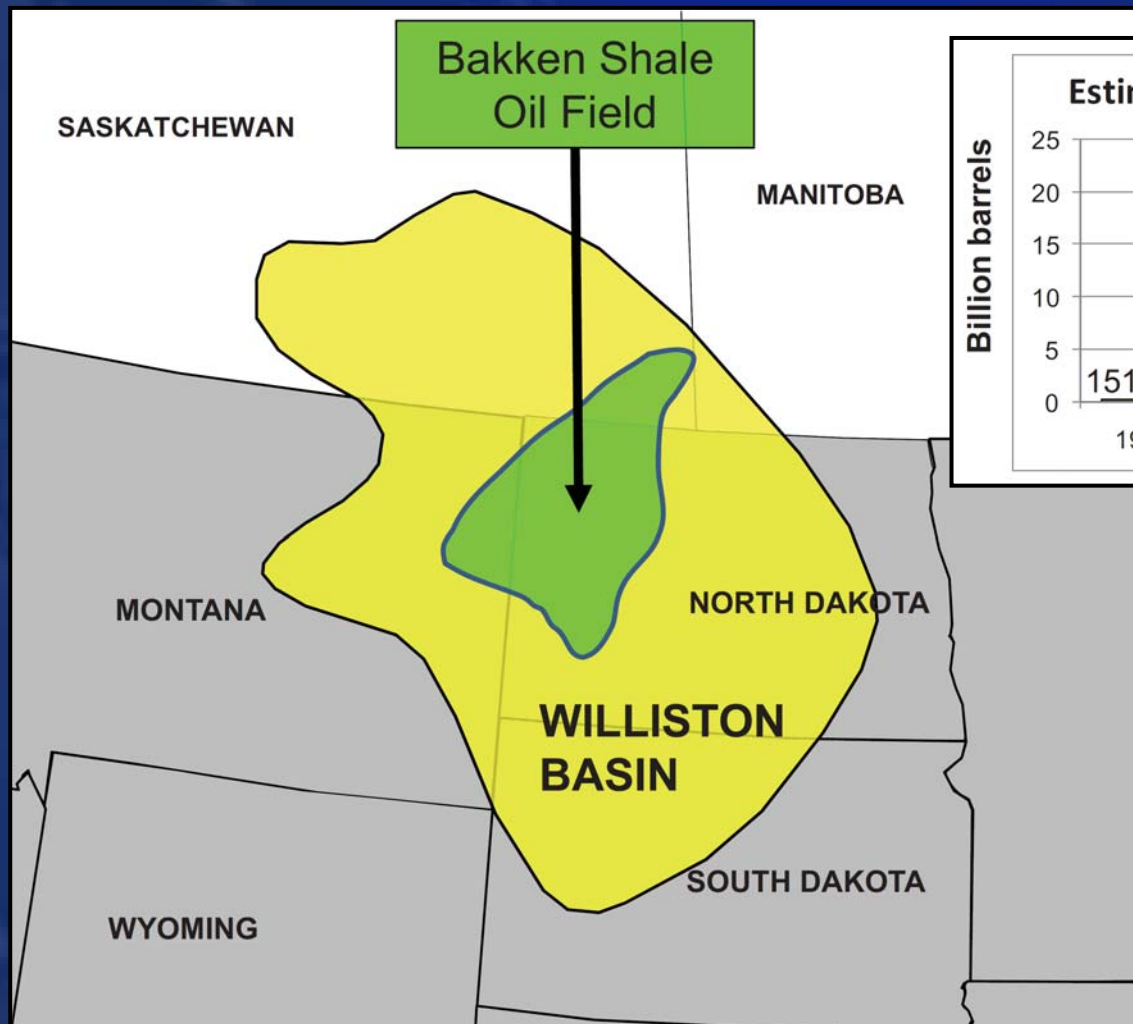 Bakken Shale
Oil Field
SASKATCHEWAN
MANITOBA
MONTANA
NORTH DAKOTA
WILLISTON
BASIN
SOUTH DAKOTA
WYOMING
Billion barrels
25
20
15
10
5
0